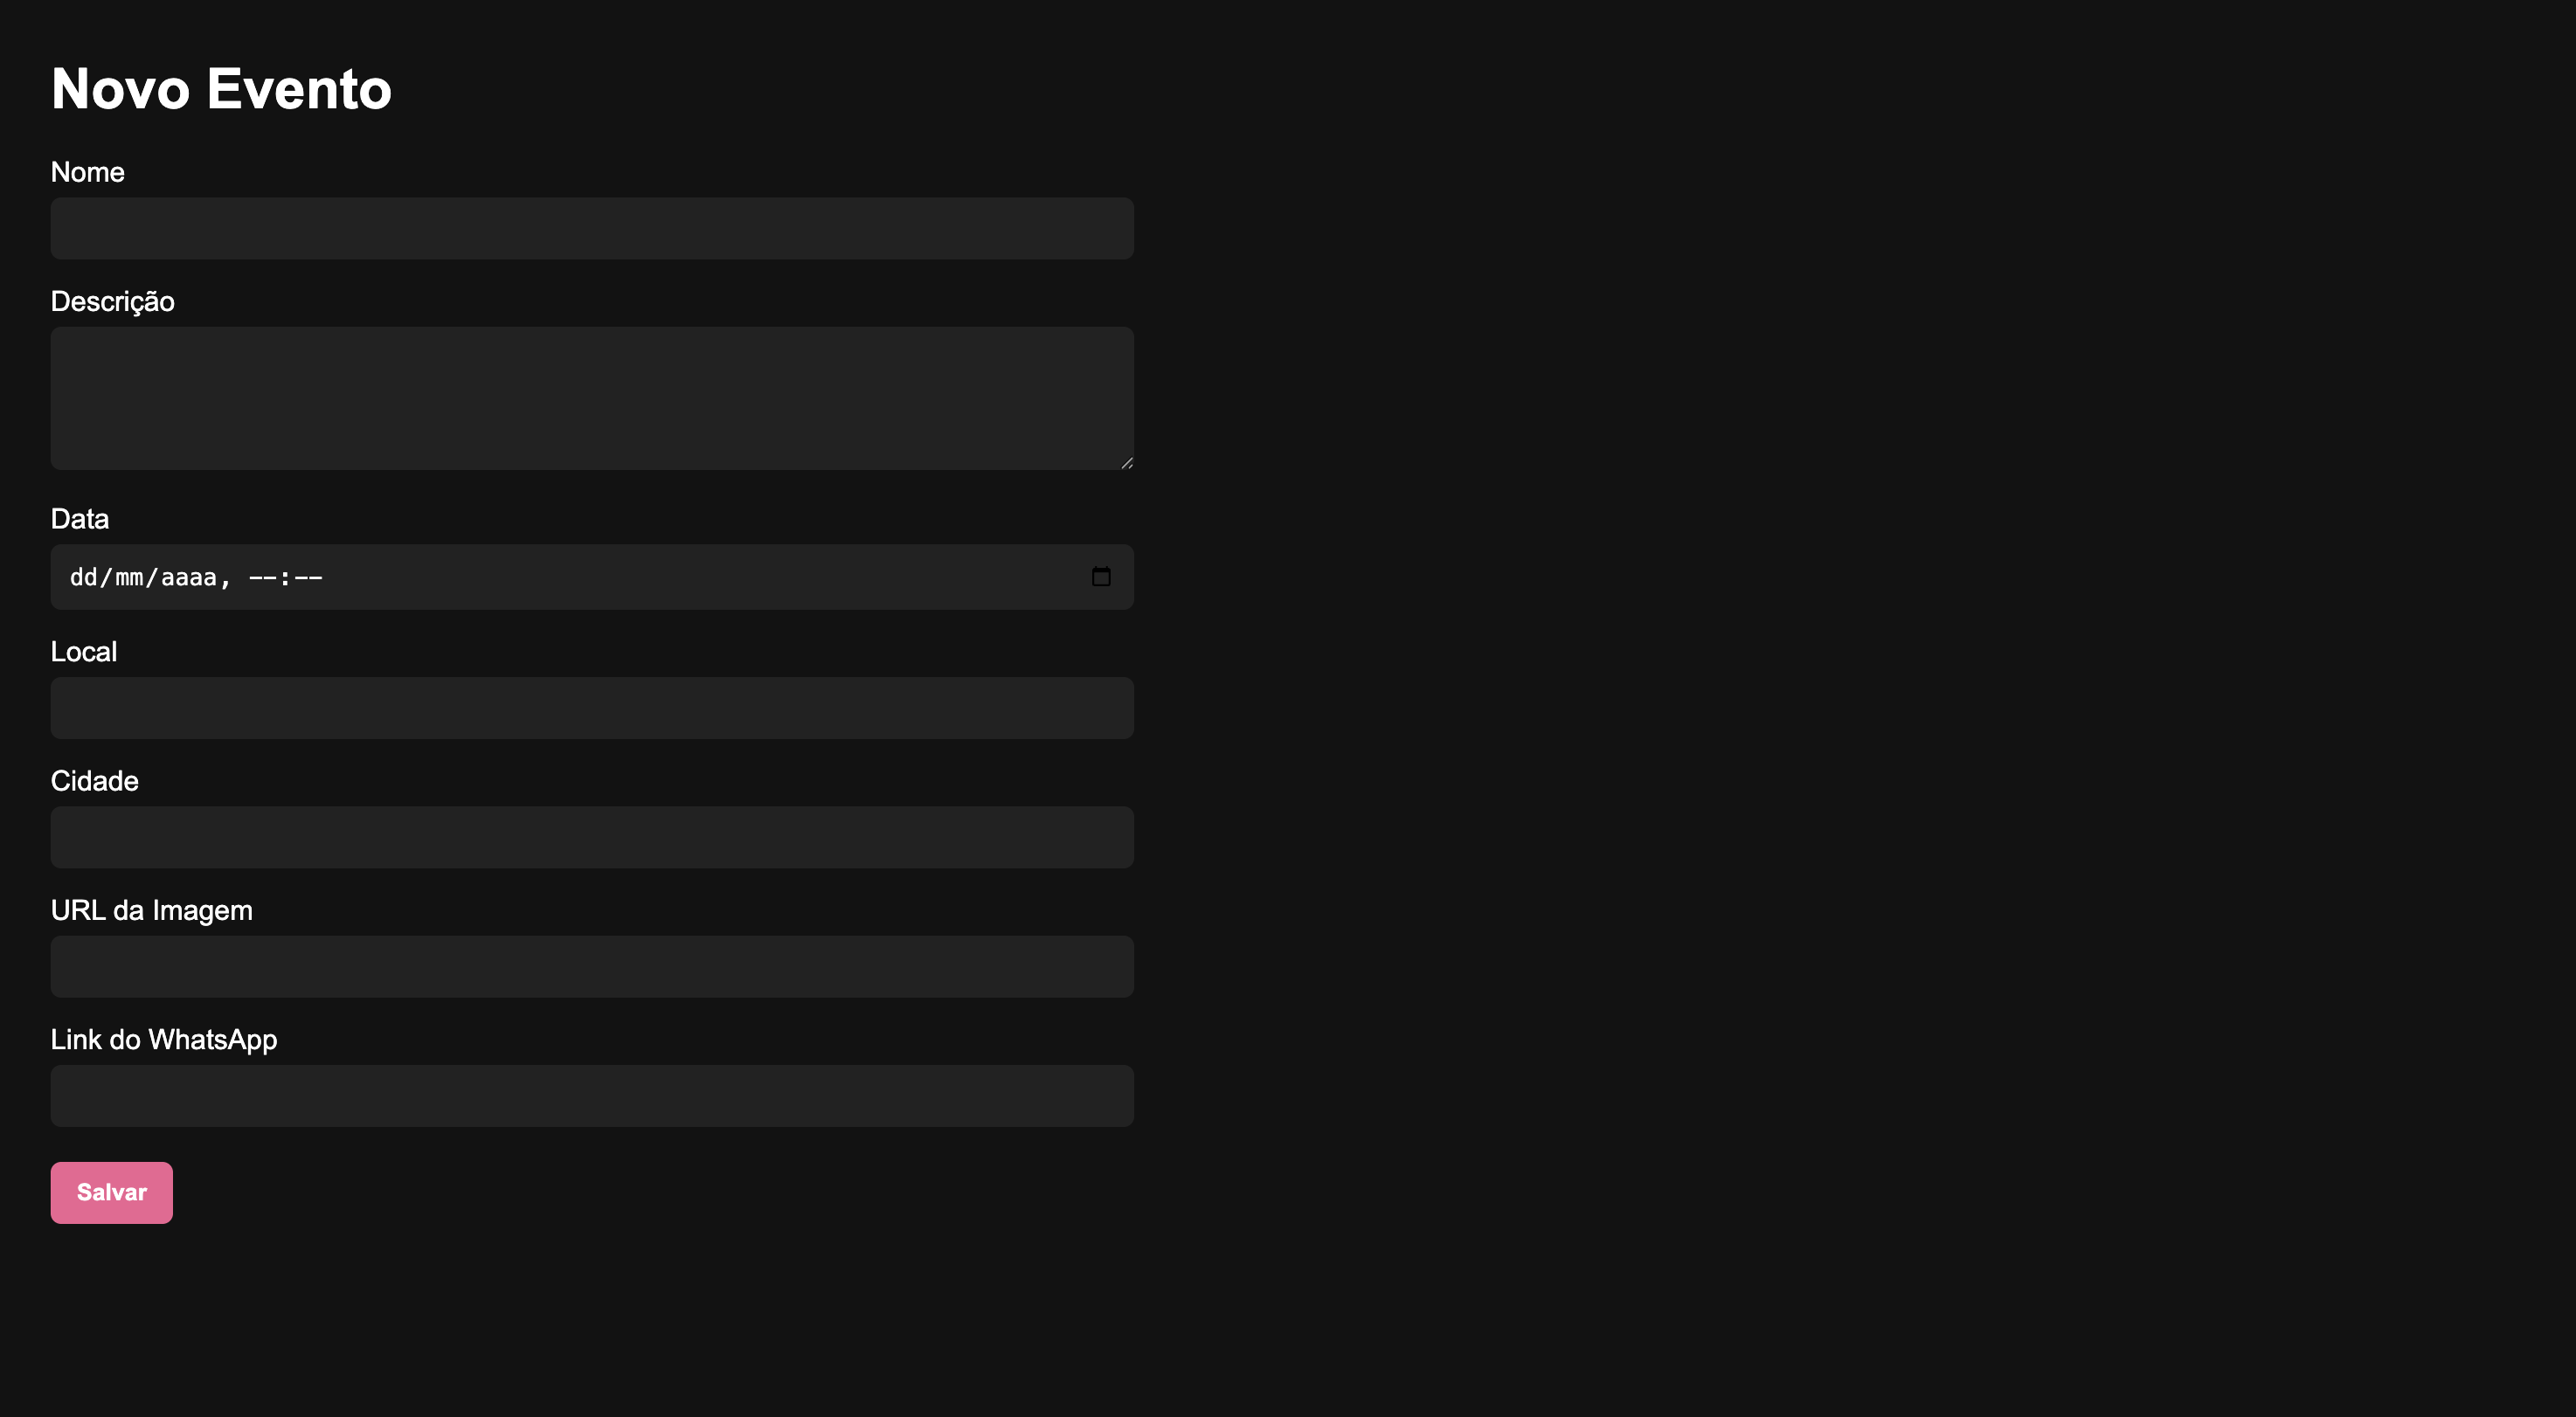 Novo Evento
Nome
Descrição
Data
dd/mm/aaaa, --:--
Local
Cidade
URL da Imagem
Link do WhatsApp
Salvar